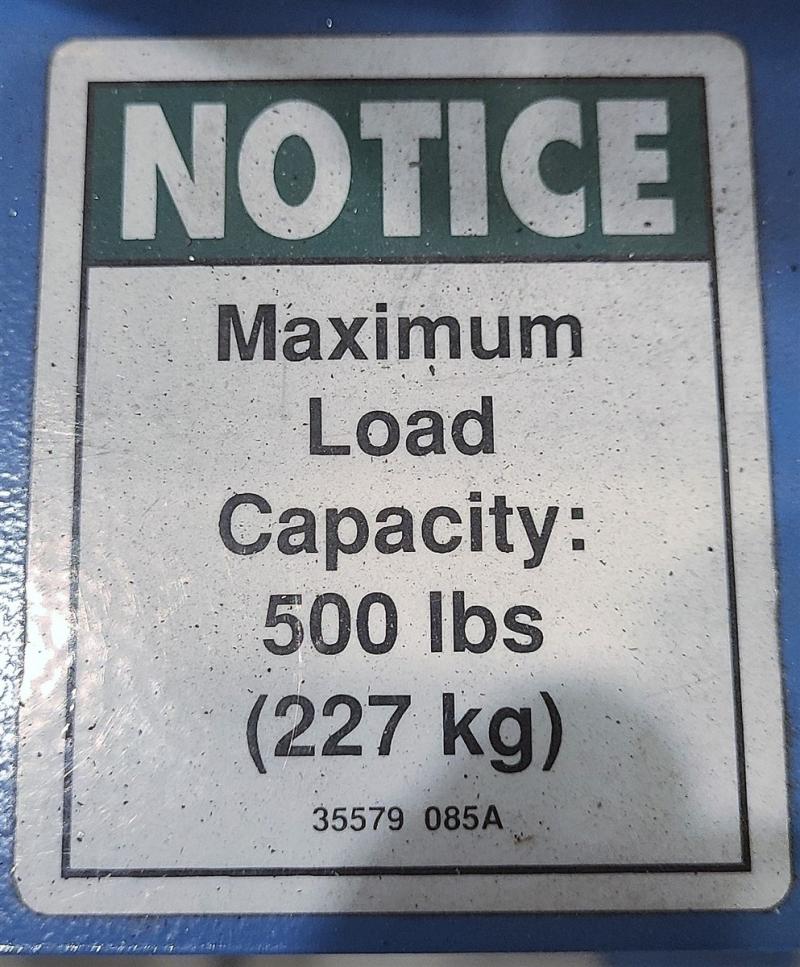 NOTICE
Maximum
Load
Capacity:
500 lbs
(227 kg)
35579 085A